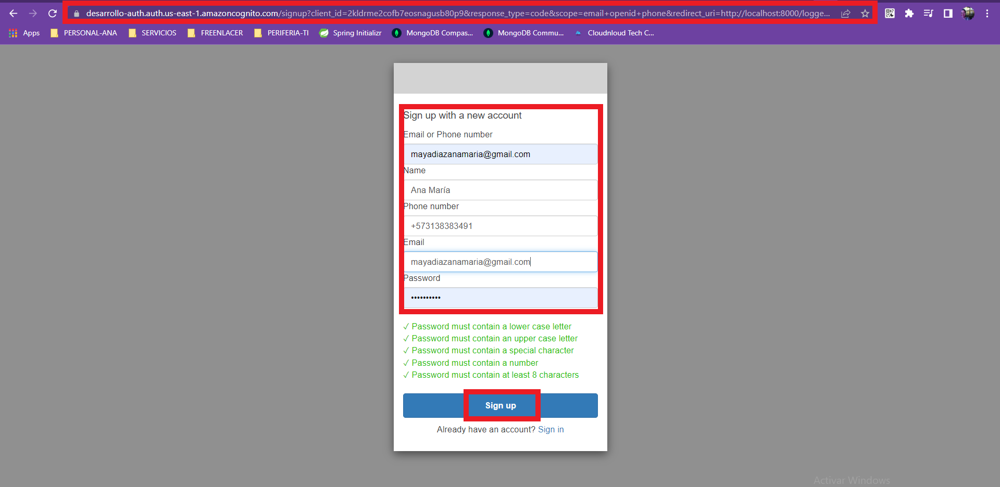 desarrollo-auth.auth.us-east-1.amazoncognito.com/signup?client_id=2kldrme2cofb7eosnagusb80p9&response_type=code&scope=email+openid+phone&redirect_uri=http://localhost:8000/logge...
Apps PERSONAL-ANA SERVICIOS FREENLACER PERIFERIA-TI Spring Initializr MongoDB Compas... MongoDB Commu... Cloudnloud Tech C...
Sign up with a new account
Email or Phone number
mayadiazanamaria@gmail.com
Name
Ana María
Phone number
+573138383491
Email
mayadiazanamaria@gmail.com
Password
••••••••••
✓ Password must contain a lower case letter
✓ Password must contain an upper case letter
✓ Password must contain a special character
✓ Password must contain a number
✓ Password must contain at least 8 characters
Sign up
Already have an account? Sign in
Activar Windows